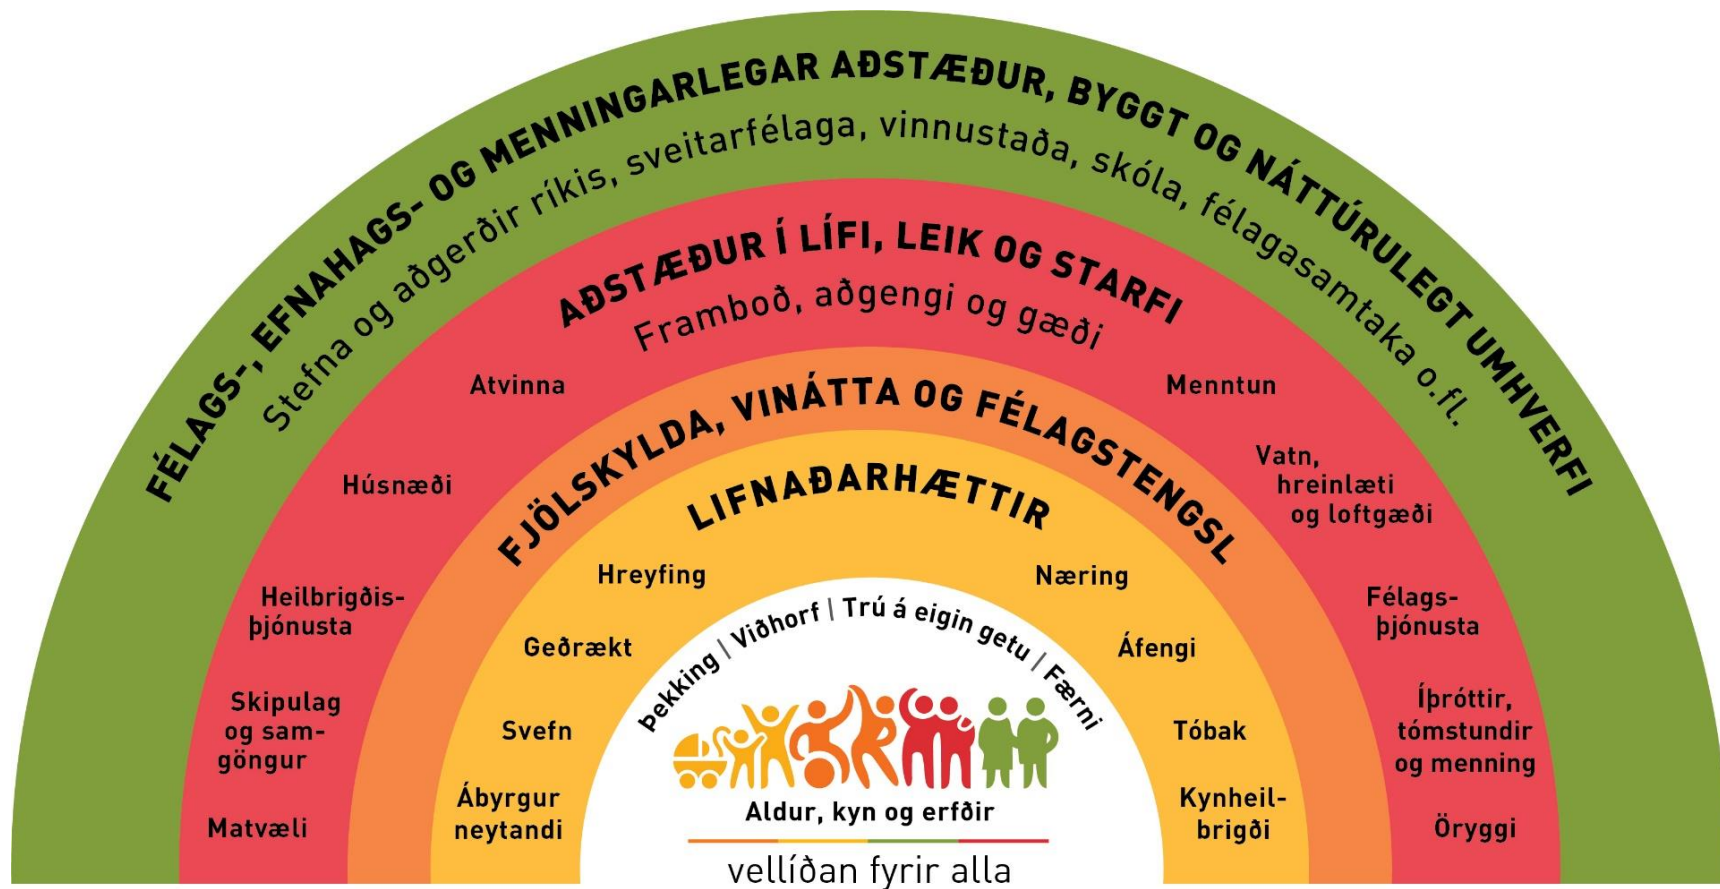 FÉLAGS-, EFNAHAGS- OG MENNINGARLEGAR AÐSTÆÐUR, BYGGT OG NÁTTÚRULEGT UMHVERFI
Stefna og aðgerðir ríkis, sveitarfélaga, vinnustaða, skóla, félagasamtaka o.fl.
AÐSTÆÐUR Í LÍFI, LEIK OG STARFI
Framboð, aðgengi og gæði
Atvinna
Húsnæði
Heilbrigðis-
þjónusta
Skipulag
og sam-
göngur
Matvæli
Menntun
Vatn,
hreinlæti
og loftgæði
Félags-
þjónusta
Íþróttir,
tómstundir
og menning
Öryggi
FJÖLSKYLDA, VINÁTTA OG FÉLAGSTENGSL
LIFNAÐARHÆTTIR
Hreyfing
Geðrækt
Svefn
Ábyrgur
neytandi
Næring
Áfengi
Tóbak
Kynheil-
brigði
Þekking | Viðhorf | Trú á eigin getu | Færni
Aldur, kyn og erfðir
vellíðan fyrir alla